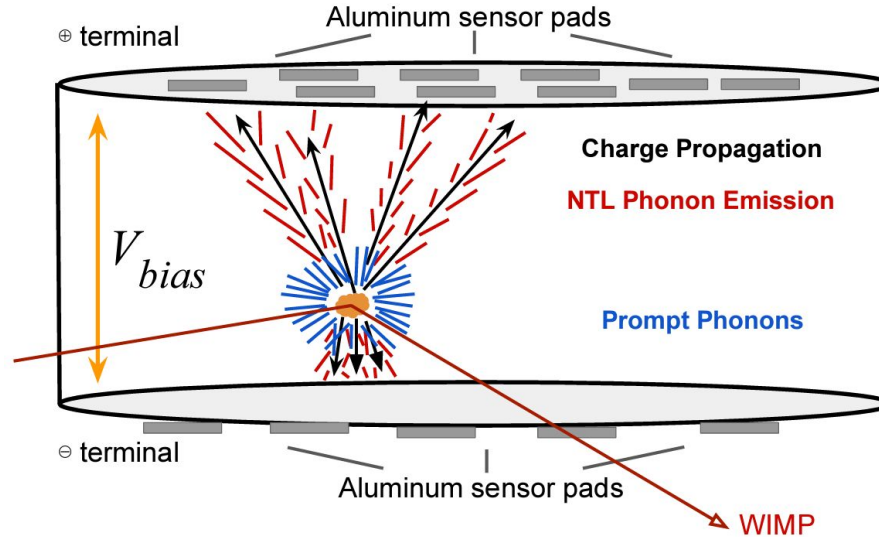 Aluminum sensor pads
⊕ terminal
Charge Propagation
NTL Phonon Emission
V bias
Prompt Phonons
⊖ terminal
Aluminum sensor pads
WIMP